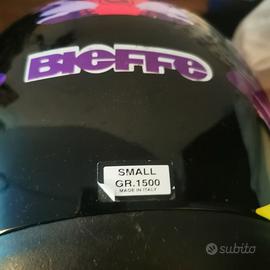 BIEFFE
SMALL
GR.1500
MADE IN ITALY
subito